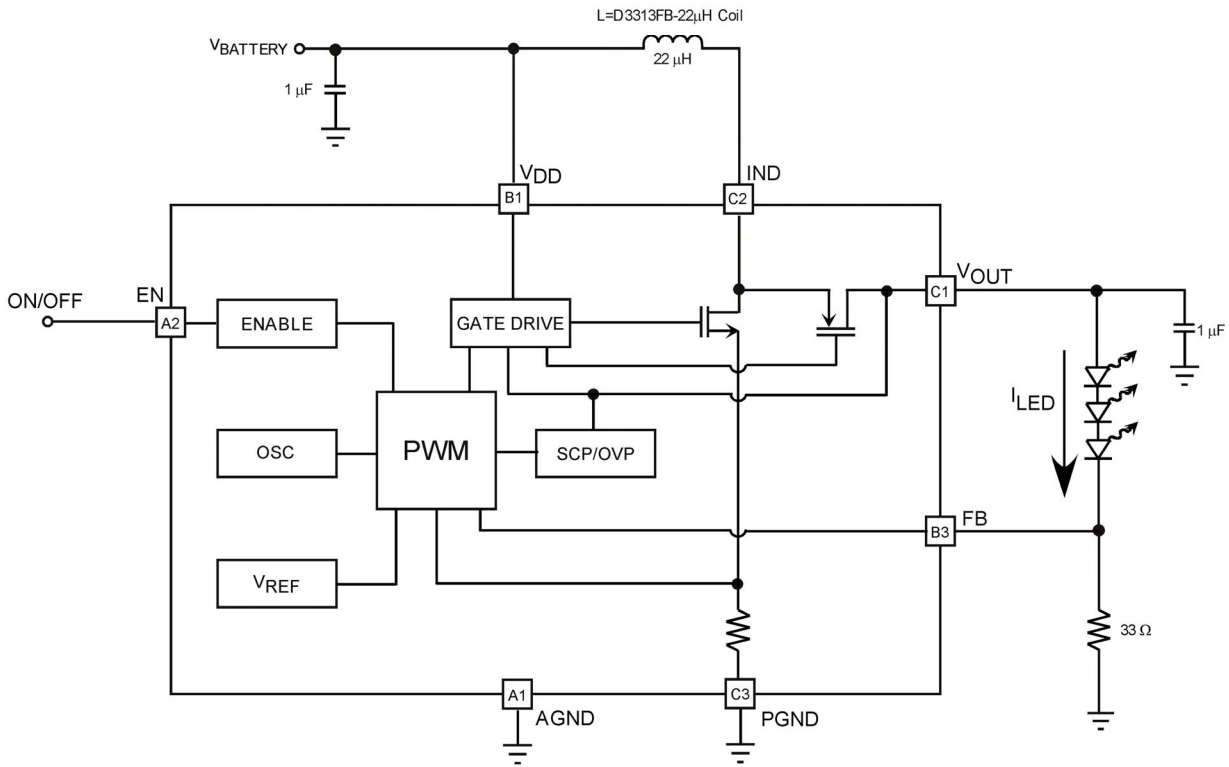 L=D3313FB-22μH Coil
VBATTERY
22 μH
1 μF
VDD
IND
B1
C2
VOUT
EN
C1
ON/OFF
A2
ENABLE
GATE DRIVE
1 μF
ILED
OSC
PWM
SCP/OVP
FB
B3
VREF
33 Ω
A1
C3
AGND
PGND